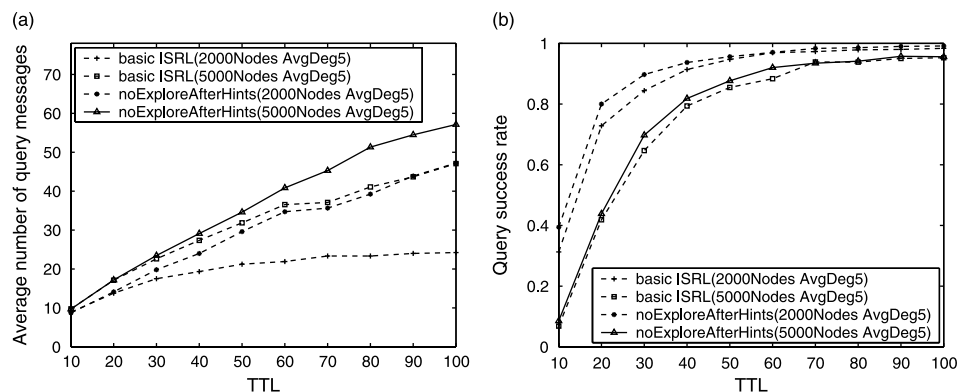 (a)
Average number of query messages
70
60
50
40
30
20
10
0
basic ISRL(2000Nodes AvgDeg5)
basic ISRL(5000Nodes AvgDeg5)
noExploreAfterHints(2000Nodes AvgDeg5)
noExploreAfterHints(5000Nodes AvgDeg5)
10 20 30 40 50 60 70 80 90 100
TTL
(b)
Query success rate
1
0.8
0.6
0.4
0.2
0
basic ISRL(2000Nodes AvgDeg5)
basic ISRL(5000Nodes AvgDeg5)
noExploreAfterHints(2000Nodes AvgDeg5)
noExploreAfterHints(5000Nodes AvgDeg5)
10 20 30 40 50 60 70 80 90 100
TTL